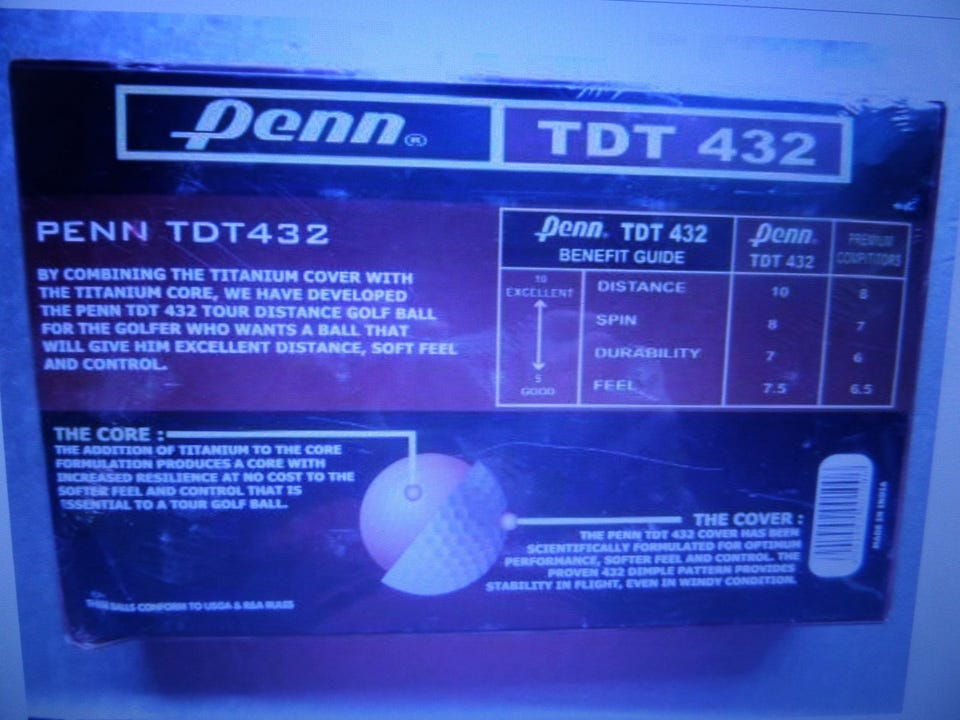 Penn® TDT 432
PENN TDT432
BY COMBINING THE TITANIUM COVER WITH
THE TITANIUM CORE, WE HAVE DEVELOPED
THE PENN TDT 432 TOUR DISTANCE GOLF BALL
FOR THE GOLFER WHO WANTS A BALL THAT
WILL GIVE HIM EXCELLENT DISTANCE, SOFT FEEL
AND CONTROL.
Penn® TDT 432
BENEFIT GUIDE
Penn®
TDT 432
PREMIUM
COUPITITORS
10
EXCELLENT
5
GOOD
DISTANCE 10 8
SPIN 8 7
DURABILITY 7 6
FEEL 7.5 6.5
THE CORE :
THE ADDITION OF TITANIUM TO THE CORE
FORMULATION PRODUCES A CORE WITH
INCREASED RESILIENCE AT NO COST TO THE
SOFTER FEEL AND CONTROL THAT IS
ESSENTIAL TO A TOUR GOLF BALL.
THE COVER :
THE PENN TDT 432 COVER HAS BEEN
SCIENTIFICALLY FORMULATED FOR OPTIMUM
PERFORMANCE, SOFTER FEEL AND CONTROL. THE
PROVEN 432 DIMPLE PATTERN PROVIDES
STABILITY IN FLIGHT, EVEN IN WINDY CONDITION.
BALLS CONFORM TO USGA & R&A RULES
MADE IN INDIA